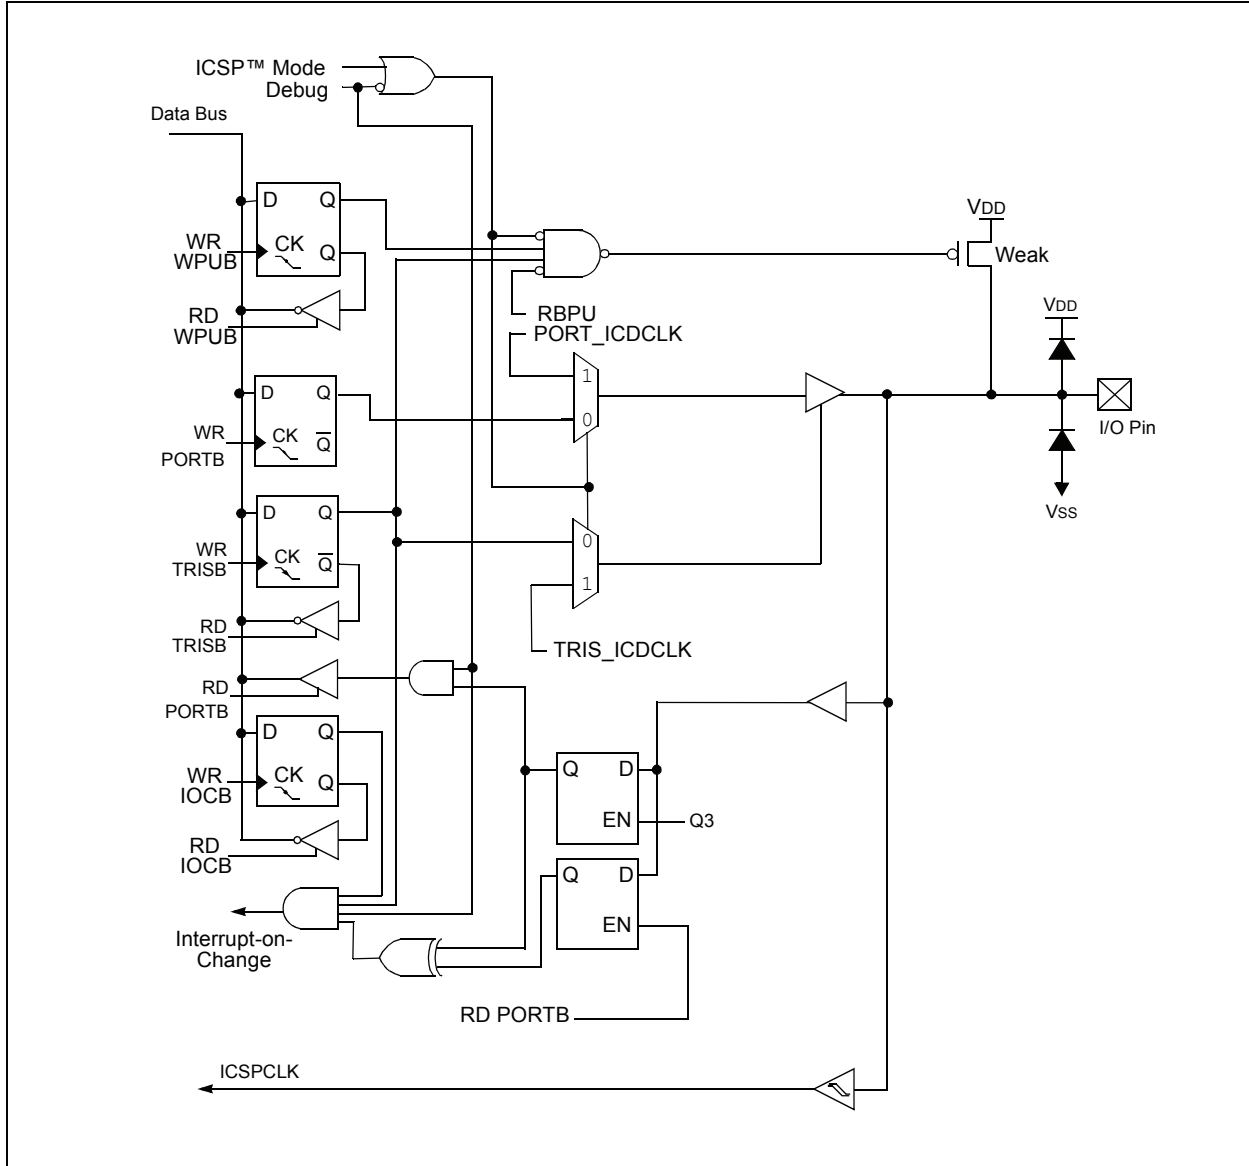 ICSP™ Mode
Debug
Data Bus
D
Q
WR
WPUB
CK
Q
RD
WPUB
VDD
Weak
RBPU
PORT_ICDCLK
VDD
1
0
D
Q
WR
PORTB
CK
Q
I/O Pin
VSS
D
Q
WR
TRISB
CK
Q
0
1
RD
TRISB
TRIS_ICDCLK
RD
PORTB
D
Q
WR
IOCB
CK
Q
Q
D
EN
Q3
RD
IOCB
Q
D
EN
Interrupt-on-
Change
RD PORTB
ICSPCLK